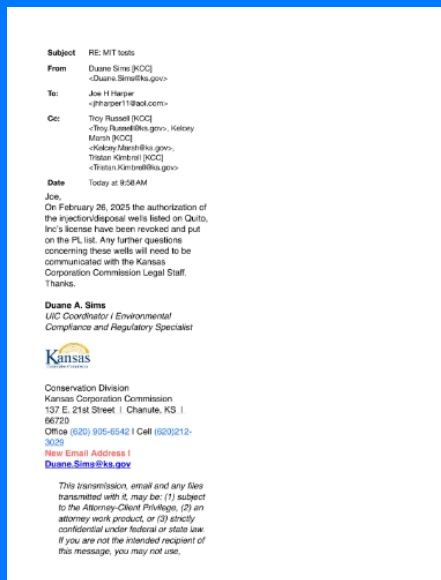 Subject RE: MIT tests
From Duane Sims [KCC]
<Duane.Sims@ks.gov>
To: Joe H Harper
<jhharper11@aol.com>
Cc: Troy Russell [KCC]
<Troy.Russell@ks.gov>, Kelcey
Marsh [KCC]
<Kelcey.Marsh@ks.gov>,
Tristan Kimbrell [KCC]
<Tristan.Kimbrell@ks.gov>
Date Today at 9:58 AM
Joe,
On February 26, 2025 the authorization of
the injection/disposal wells listed on Quito,
Inc's license have been revoked and put
on the PL list. Any further questions
concerning these wells will need to be
communicated with the Kansas
Corporation Commission Legal Staff.
Thanks.
Duane A. Sims
UIC Coordinator I Environmental
Compliance and Regulatory Specialist
Kansas
Conservation Division
Kansas Corporation Commission
137 E. 21st Street | Chanute, KS |
66720
Office (620) 905-6542 I Cell (620)212-
3029
New Email Address I
Duane.Sims@ks.gov
This transmission, email and any files
transmitted with it, may be: (1) subject
to the Attorney-Client Privilege, (2) an
attorney work product, or (3) strictly
confidential under federal or state law.
If you are not the intended recipient of
this message, you may not use,